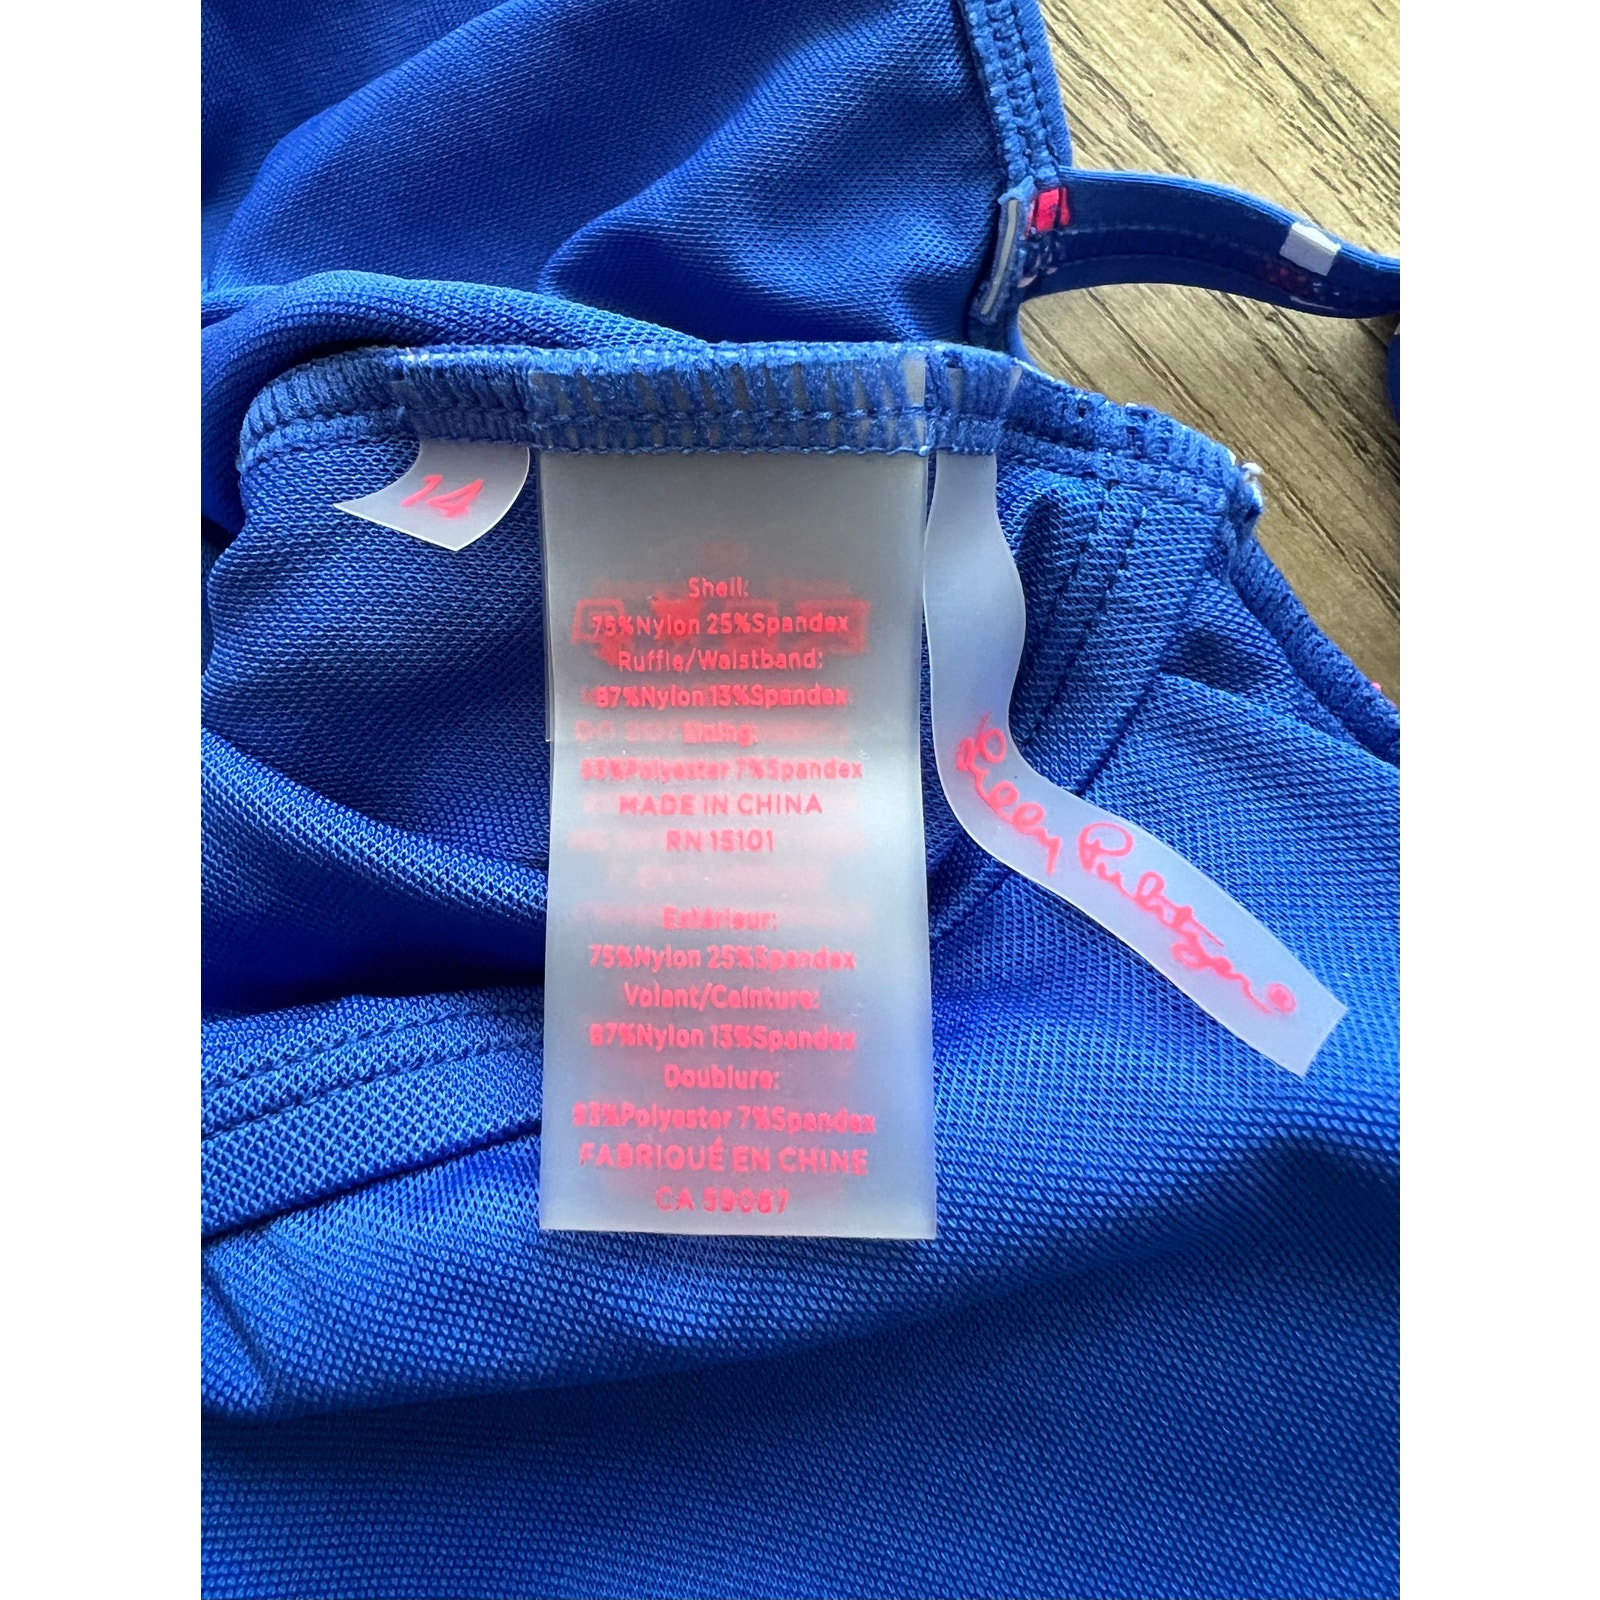 14
Shell:
75%Nylon 25%Spandex
Ruffle/Waistband:
87%Nylon 13%Spandex
Lining:
93%Polyester 7%Spandex
MADE IN CHINA
RN 15101
Extérieur:
75%Nylon 25%Spandex
Volant/Ceinture:
87%Nylon 13%Spandex
Doublure:
93%Polyester 7%Spandex
FABRIQUÉ EN CHINE
CA 59087
Lilly Pulitzer®